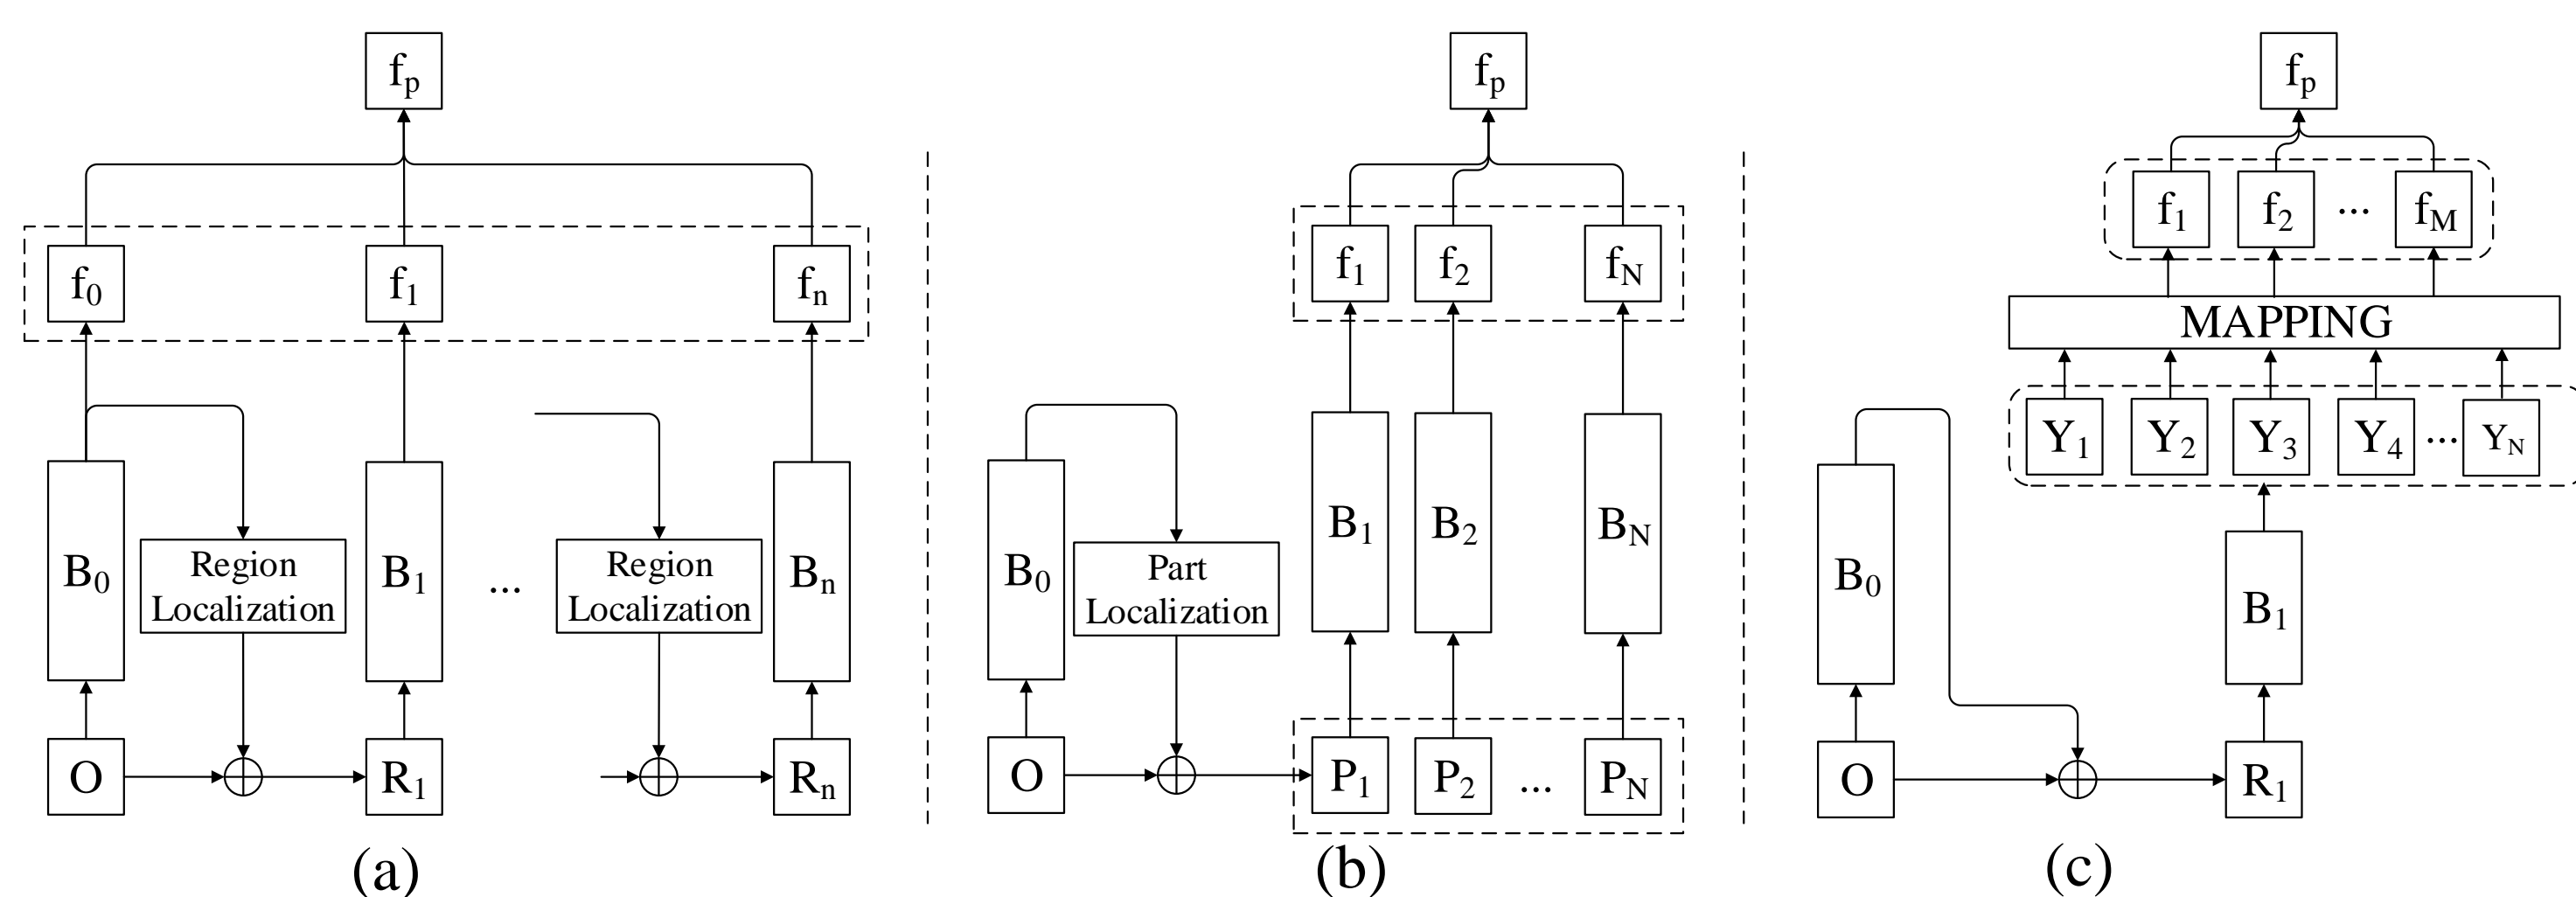 fp
f0
f1
fn
B0
Region
Localization
B1
...
Region
Localization
Bn
O
R1
Rn
(a)
fp
f1
f2
fN
B0
Part
Localization
B1
B2
BN
O
P1
P2
...
PN
(b)
fp
f1
f2
...
fM
MAPPING
Y1
Y2
Y3
Y4
...
YN
B0
B1
O
R1
(c)